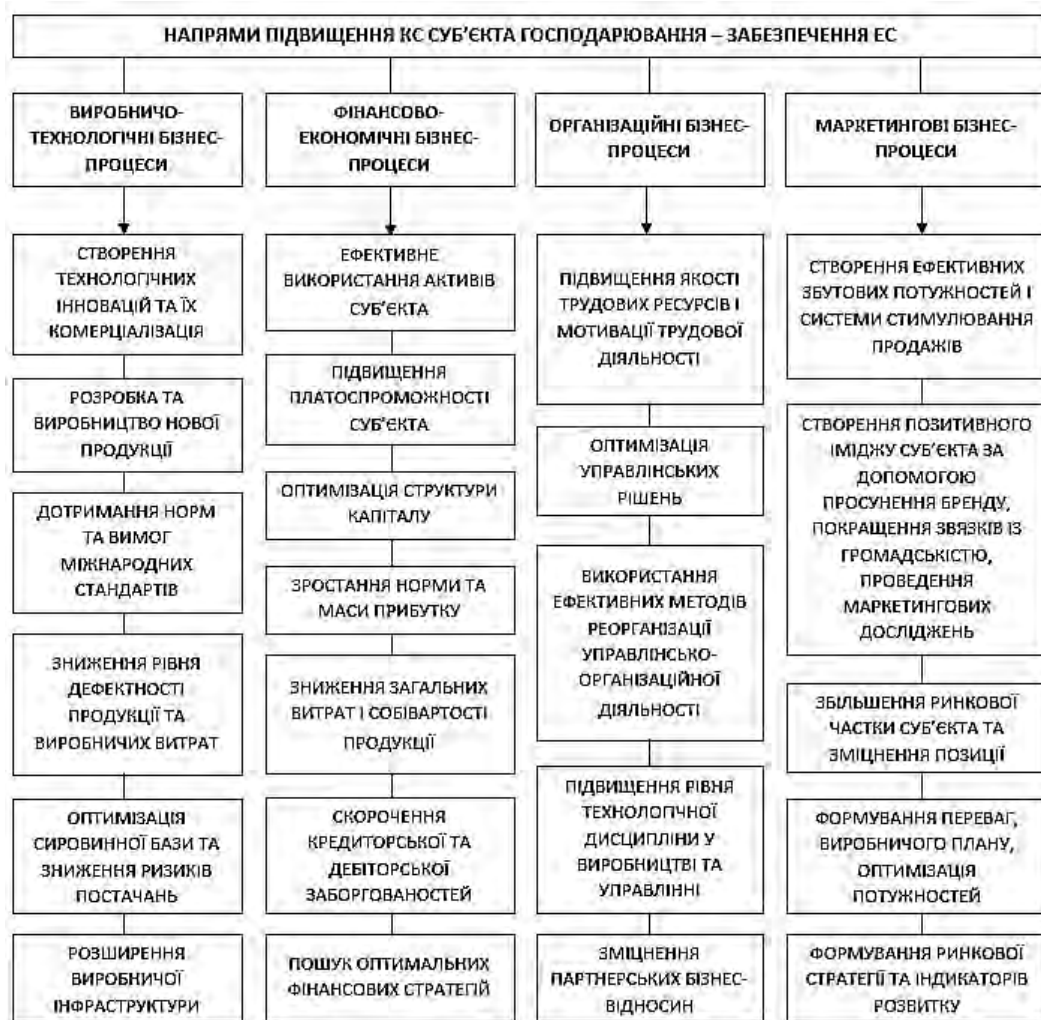 НАПРЯМИ ПІДВИЩЕННЯ КС СУБ’ЄКТА ГОСПОДАРЮВАННЯ – ЗАБЕЗПЕЧЕННЯ ЕС
ВИРОБНИЧО-
ТЕХНОЛОГІЧНІ БІЗНЕС-
ПРОЦЕСИ
СТВОРЕННЯ
ТЕХНОЛОГІЧНИХ
ІННОВАЦІЙ ТА ЇХ
КОМЕРЦІАЛІЗАЦІЯ
РОЗРОБКА ТА
ВИРОБНИЦТВО НОВОЇ
ПРОДУКЦІЇ
ДОТРИМАННЯ НОРМ
ТА ВИМОГ
МІЖНАРОДНИХ
СТАНДАРТІВ
ЗНИЖЕННЯ РІВНЯ
ДЕФЕКТНОСТІ
ПРОДУКЦІЇ ТА
ВИРОБНИЧИХ ВИТРАТ
ОПТИМІЗАЦІЯ
СИРОВИННОЇ БАЗИ ТА
ЗНИЖЕННЯ РИЗИКІВ
ПОСТАЧАНЬ
РОЗШИРЕННЯ
ВИРОБНИЧОЇ
ІНФРАСТРУКТУРИ
ФІНАНСОВО-
ЕКОНОМІЧНІ БІЗНЕС-
ПРОЦЕСИ
ЕФЕКТИВНЕ
ВИКОРИСТАННЯ АКТИВІВ
СУБ’ЄКТА
ПІДВИЩЕННЯ
ПЛАТОСПРОМОЖНОСТІ
СУБ’ЄКТА
ОПТИМІЗАЦІЯ СТРУКТУРИ
КАПІТАЛУ
ЗРОСТАННЯ НОРМИ ТА
МАСИ ПРИБУТКУ
ЗНИЖЕННЯ ЗАГАЛЬНИХ
ВИТРАТ І СОБІВАРТОСТІ
ПРОДУКЦІЇ
СКОРОЧЕННЯ
КРЕДИТОРСЬКОЇ ТА
ДЕБІТОРСЬКОЇ
ЗАБОРГОВАНОСТЕЙ
ПОШУК ОПТИМАЛЬНИХ
ФІНАНСОВИХ СТРАТЕГІЙ
ОРГАНІЗАЦІЙНІ БІЗНЕС-
ПРОЦЕСИ
ПІДВИЩЕННЯ ЯКОСТІ
ТРУДОВИХ РЕСУРСІВ І
МОТИВАЦІЇ ТРУДОВОЇ
ДІЯЛЬНОСТІ
ОПТИМІЗАЦІЯ
УПРАВЛІНСЬКИХ
РІШЕНЬ
ВИКОРИСТАННЯ
ЕФЕКТИВНИХ МЕТОДІВ
РЕОРГАНІЗАЦІЇ
УПРАВЛІНСЬКО-
ОРГАНІЗАЦІЙНОЇ
ДІЯЛЬНОСТІ
ПІДВИЩЕННЯ РІВНЯ
ТЕХНОЛОГІЧНОЇ
ДИСЦИПЛІНИ У
ВИРОБНИЦТВІ ТА
УПРАВЛІННІ
ЗМІЦНЕННЯ
ПАРТНЕРСЬКИХ БІЗНЕС-
ВІДНОСИН
МАРКЕТИНГОВІ БІЗНЕС-
ПРОЦЕСИ
СТВОРЕННЯ ЕФЕКТИВНИХ
ЗБУТОВИХ ПОТУЖНОСТЕЙ І
СИСТЕМИ СТИМУЛЮВАННЯ
ПРОДАЖІВ
СТВОРЕННЯ ПОЗИТИВНОГО
ІМІДЖУ СУБ’ЄКТА ЗА
ДОПОМОГОЮ
ПРОСУНЕННЯ БРЕНДУ,
ПОКРАЩЕННЯ ЗВЯЗКІВ ІЗ
ГРОМАДСЬКІСТЮ,
ПРОВЕДЕННЯ
МАРКЕТИНГОВИХ
ДОСЛІДЖЕНЬ
ЗБІЛЬШЕННЯ РИНКОВОЇ
ЧАСТКИ СУБ’ЄКТА ТА
ЗМІЦНЕННЯ ПОЗИЦІЇ
ФОРМУВАННЯ ПЕРЕВАГ,
ВИРОБНИЧОГО ПЛАНУ,
ОПТИМІЗАЦІЯ
ПОТУЖНОСТЕЙ
ФОРМУВАННЯ РИНКОВОЇ
СТРАТЕГІЇ ТА ІНДИКАТОРІВ
РОЗВИТКУ